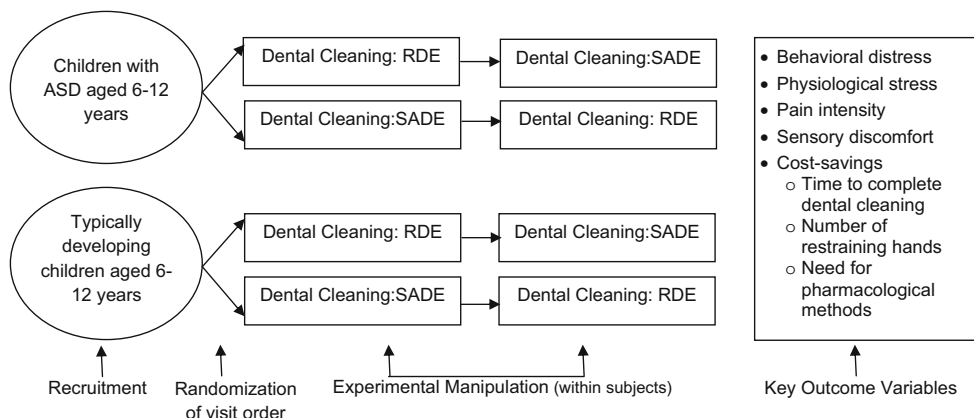 Children with
ASD aged 6-12
years
Dental Cleaning: RDE
Dental Cleaning:SADE
Dental Cleaning:SADE
Dental Cleaning: RDE
Typically
developing
children aged 6-
12 years
Dental Cleaning: RDE
Dental Cleaning:SADE
Dental Cleaning:SADE
Dental Cleaning: RDE
• Behavioral distress
• Physiological stress
• Pain intensity
• Sensory discomfort
• Cost-savings
o Time to complete
dental cleaning
o Number of
restraining hands
o Need for
pharmacological
methods
Recruitment
Randomization
of visit order
Experimental Manipulation (within subjects)
Key Outcome Variables